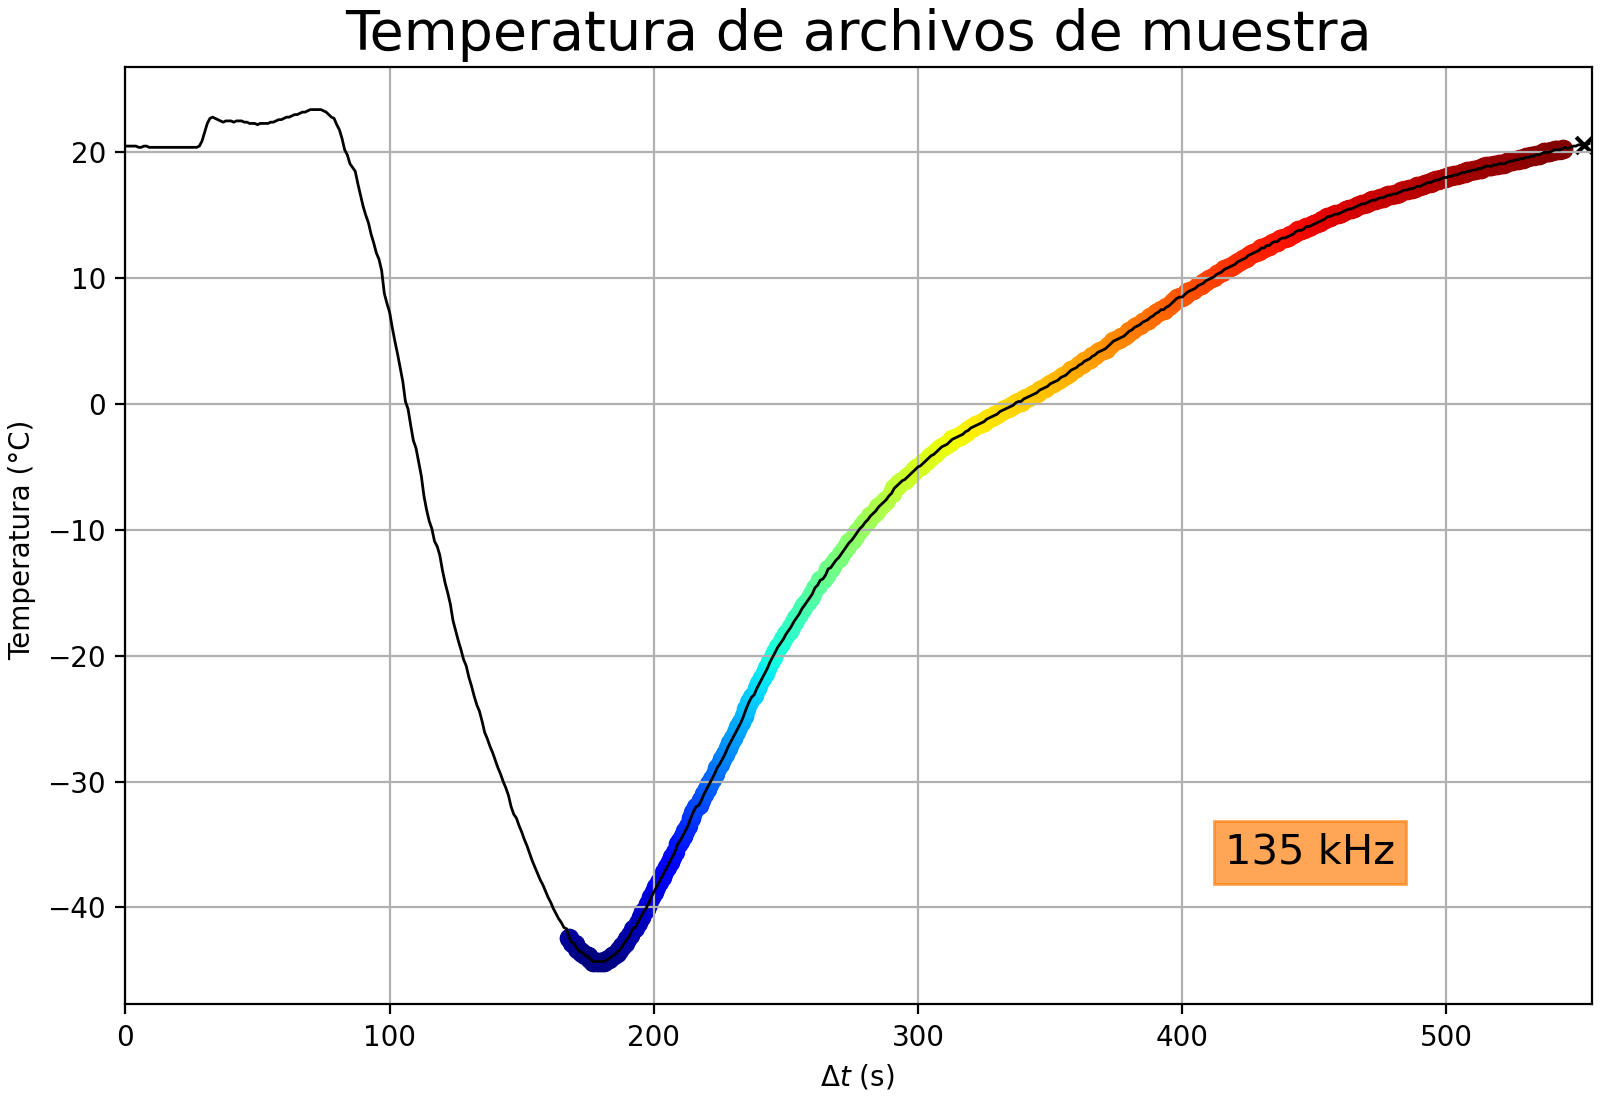 Temperatura de archivos de muestra
Temperatura (°C)
20
10
0
−10
−20
−30
−40
135 kHz
0 100 200 300 400 500
Δt (s)